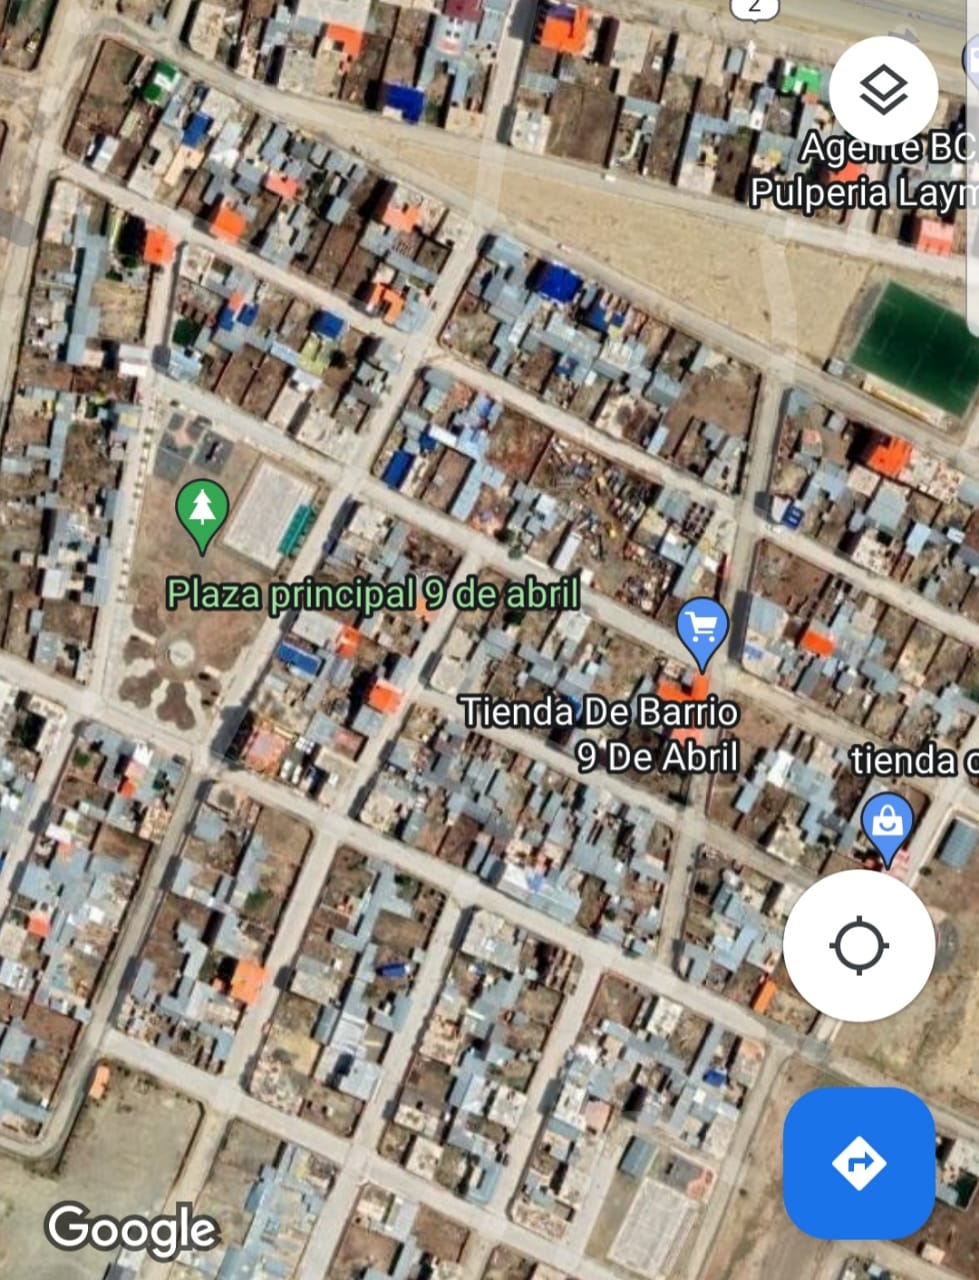 2
Agente BC
Pulperia Laym
Plaza principal 9 de abril
Tienda De Barrio
9 De Abril
tienda c
Google